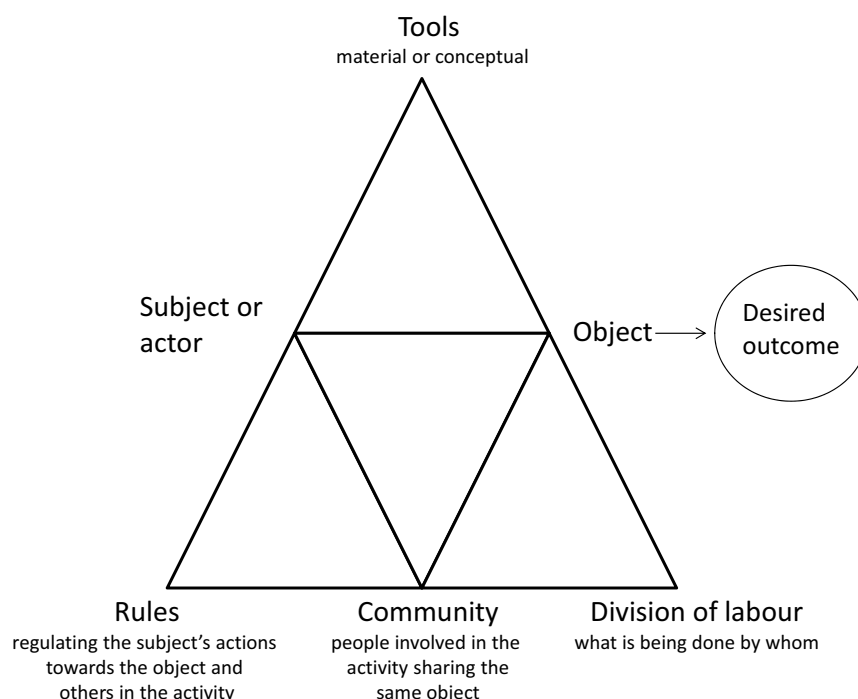 Tools
material or conceptual
Subject or
actor
Object
Desired
outcome
Rules
regulating the subject's actions
towards the object and
others in the activity
Community
people involved in the
activity sharing the
same object
Division of labour
what is being done by whom